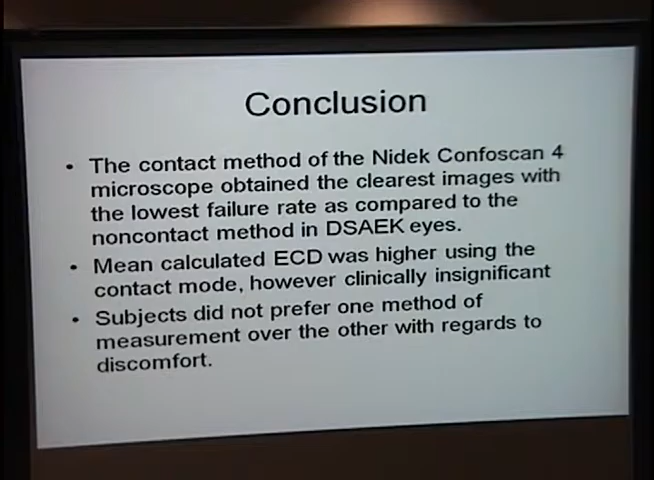 Conclusion
• The contact method of the Nidek Confoscan 4
microscope obtained the clearest images with
the lowest failure rate as compared to the
noncontact method in DSAEK eyes.
• Mean calculated ECD was higher using the
contact mode, however clinically insignificant
• Subjects did not prefer one method of
measurement over the other with regards to
discomfort.